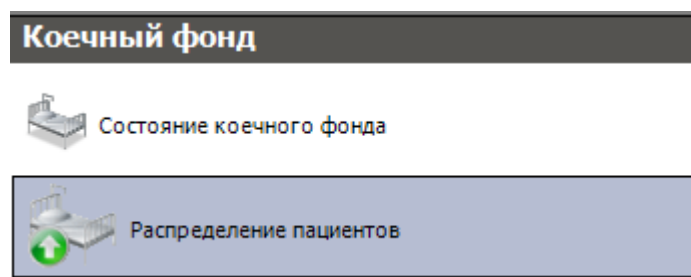 Коечный фонд
Состояние коечного фонда
Распределение пациентов